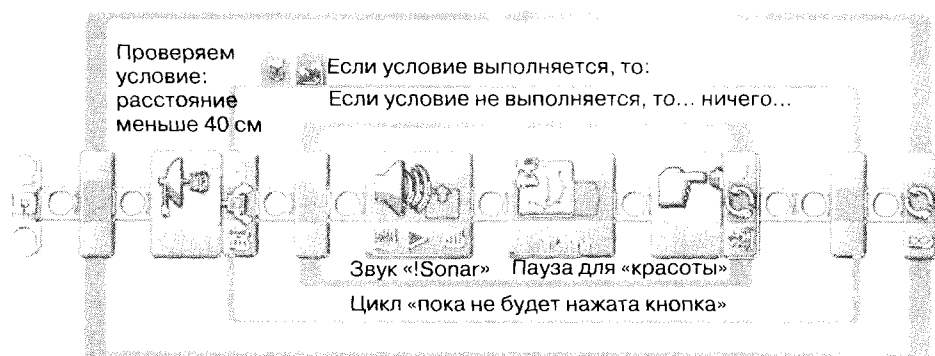 Проверяем
условие:
расстояние
меньше 40 см
Если условие выполняется, то:
Если условие не выполняется, то... ничего...
Звук «!Sonar»
Пауза для «красоты»
Цикл «пока не будет нажата кнопка»